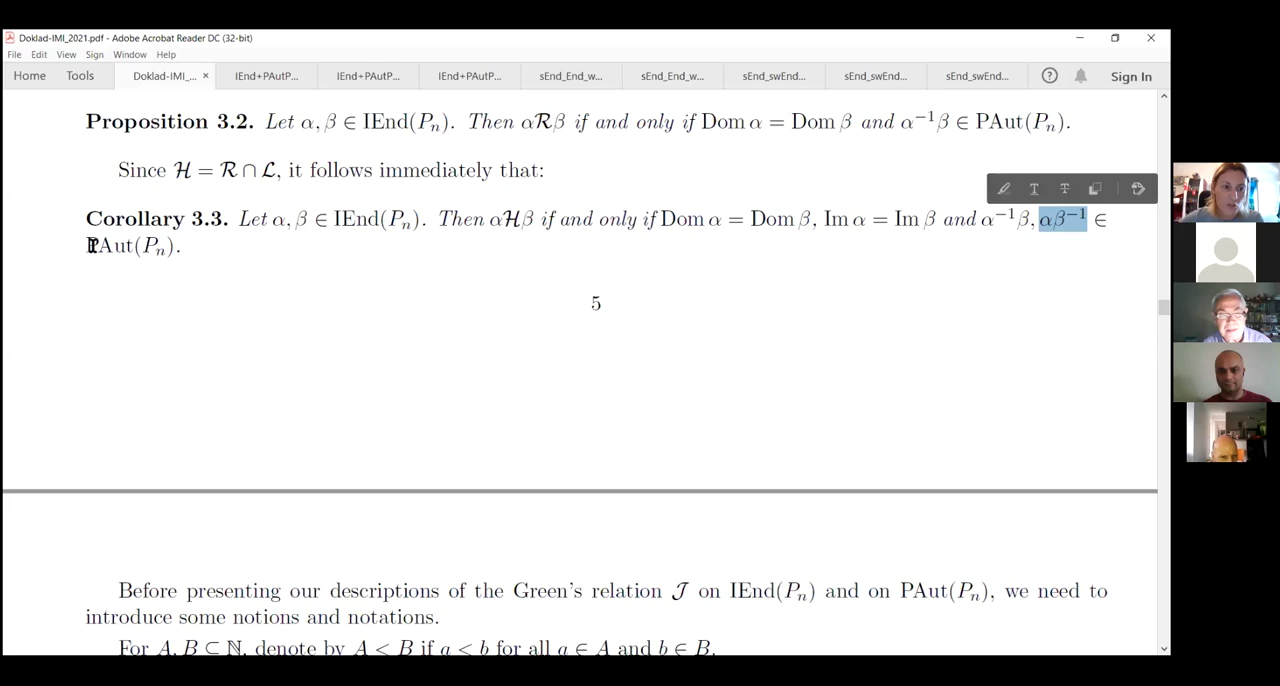 Doklad-IMI_2021.pdf - Adobe Acrobat Reader DC (32-bit)
File Edit View Sign Window Help
Home Tools Doklad-IMI_... × IEnd+PAutP... IEnd+PAutP... IEnd+PAutP... sEnd_End_w... sEnd_End_w... sEnd_swEnd... sEnd_swEnd... sEnd_swEnd... Sign In
Proposition 3.2. Let α, β ∈ IEnd(Pₙ). Then αℛβ if and only if Dom α = Dom β and α⁻¹β ∈ PAut(Pₙ).
Since ℋ = ℛ ∩ ℒ, it follows immediately that:
Corollary 3.3. Let α, β ∈ IEnd(Pₙ). Then αℋβ if and only if Dom α = Dom β, Im α = Im β and α⁻¹β, αβ⁻¹ ∈
PAut(Pₙ).
5
Before presenting our descriptions of the Green's relation 𝒥 on IEnd(Pₙ) and on PAut(Pₙ), we need to
introduce some notions and notations.
For A, B ⊂ ℕ, denote by A < B if a < b for all a ∈ A and b ∈ B.